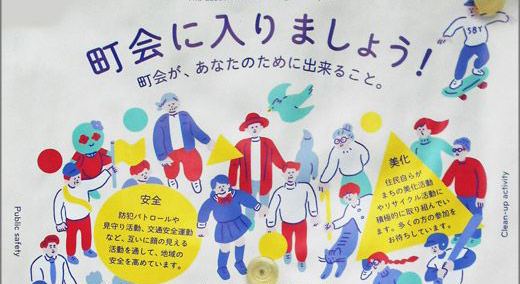 町会に入りましょう!
町会が、あなたのために出来ること。
SBY
安全
防犯パトロールや
見守り活動、交通安全運動
など、互いに顔の見える
活動を通して、地域の
安全を高めています。
美化
住民自らが
まちの美化活動
やリサイクル活動に
積極的に取り組んでい
ます。多くの方の参加を
お待ちしています。
Public safety
Clean-up activity